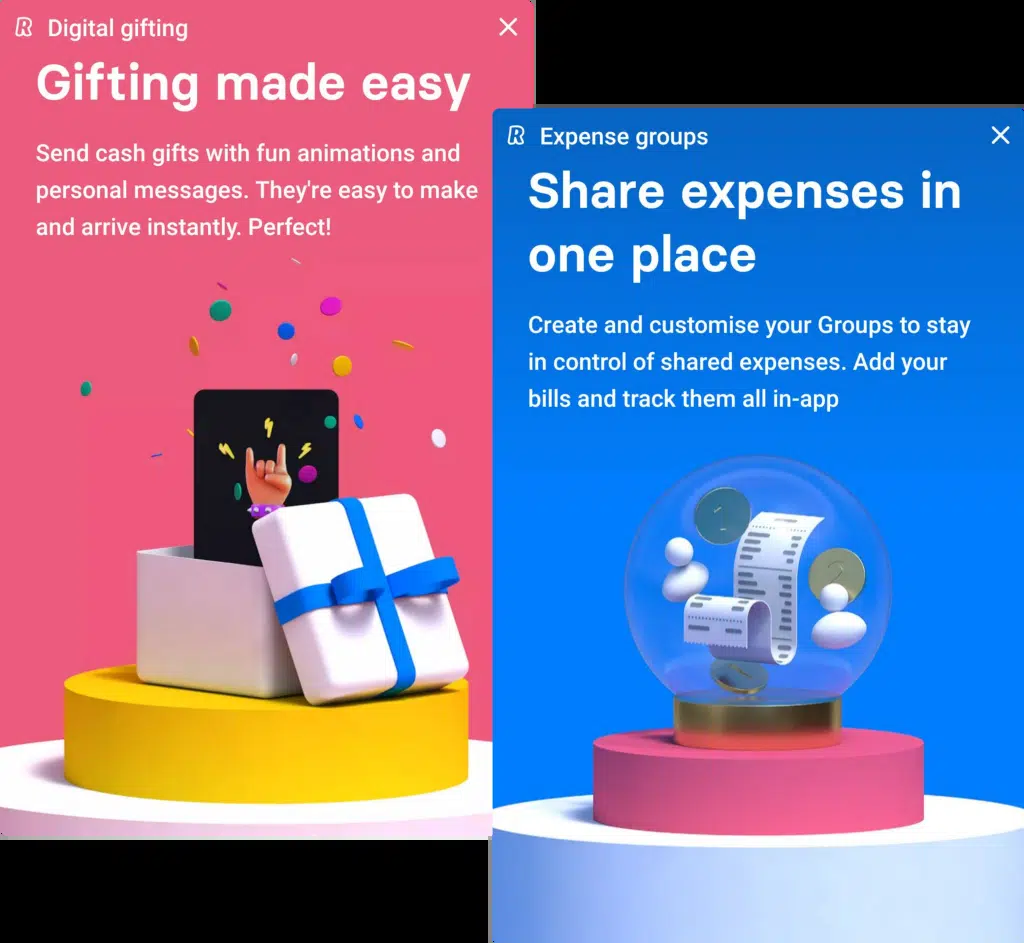 R Digital gifting
Gifting made easy
Send cash gifts with fun animations and
personal messages. They're easy to make
and arrive instantly. Perfect!
R Expense groups
Share expenses in
one place
Create and customise your Groups to stay
in control of shared expenses. Add your
bills and track them all in-app
1
2